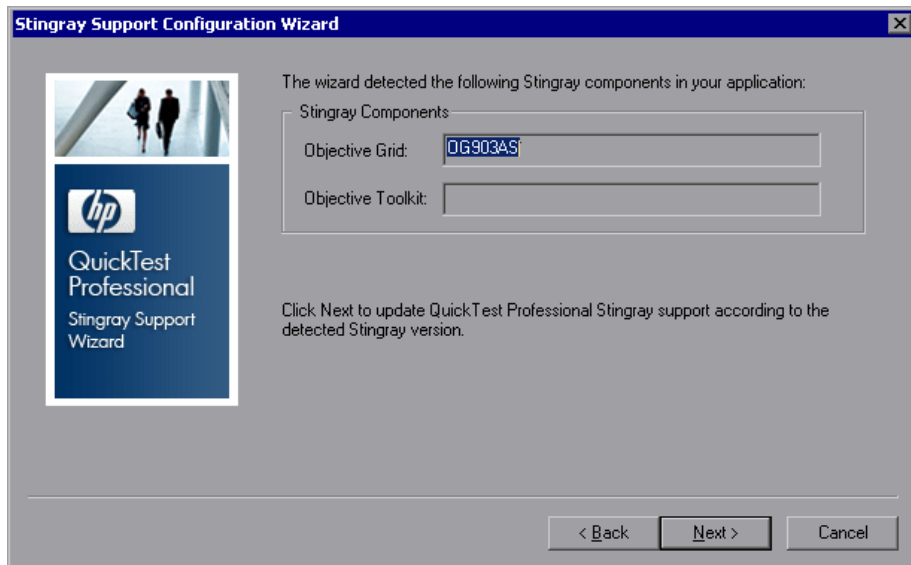 Stingray Support Configuration Wizard
The wizard detected the following Stingray components in your application:
Stingray Components
Objective Grid: OG903AS
Objective Toolkit:
hp
QuickTest
Professional
Stingray Support
Wizard
Click Next to update QuickTest Professional Stingray support according to the
detected Stingray version.
< Back Next > Cancel